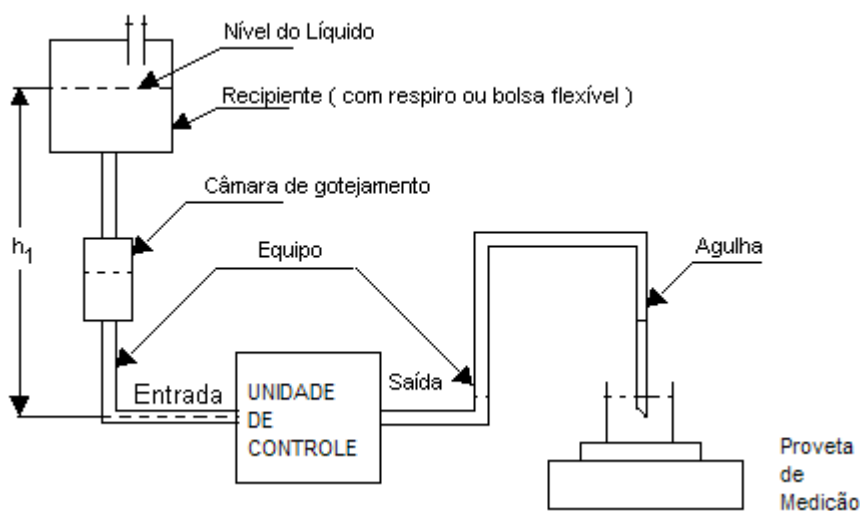 Nível do Líquido
Recipiente ( com respiro ou bolsa flexível )
Câmara de gotejamento
h1
Equipo
Agulha
Entrada
UNIDADE
DE
CONTROLE
Saída
Proveta
de
Medicão